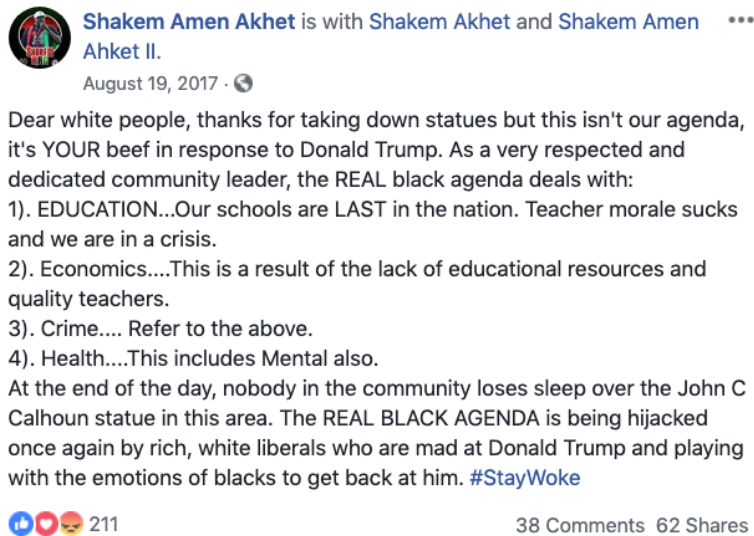 Shakem Amen Akhet is with Shakem Akhet and Shakem Amen
Ahket II.
August 19, 2017 ·
Dear white people, thanks for taking down statues but this isn't our agenda,
it's YOUR beef in response to Donald Trump. As a very respected and
dedicated community leader, the REAL black agenda deals with:
1). EDUCATION...Our schools are LAST in the nation. Teacher morale sucks
and we are in a crisis.
2). Economics....This is a result of the lack of educational resources and
quality teachers.
3). Crime.... Refer to the above.
4). Health....This includes Mental also.
At the end of the day, nobody in the community loses sleep over the John C
Calhoun statue in this area. The REAL BLACK AGENDA is being hijacked
once again by rich, white liberals who are mad at Donald Trump and playing
with the emotions of blacks to get back at him. #StayWoke
211
38 Comments 62 Shares